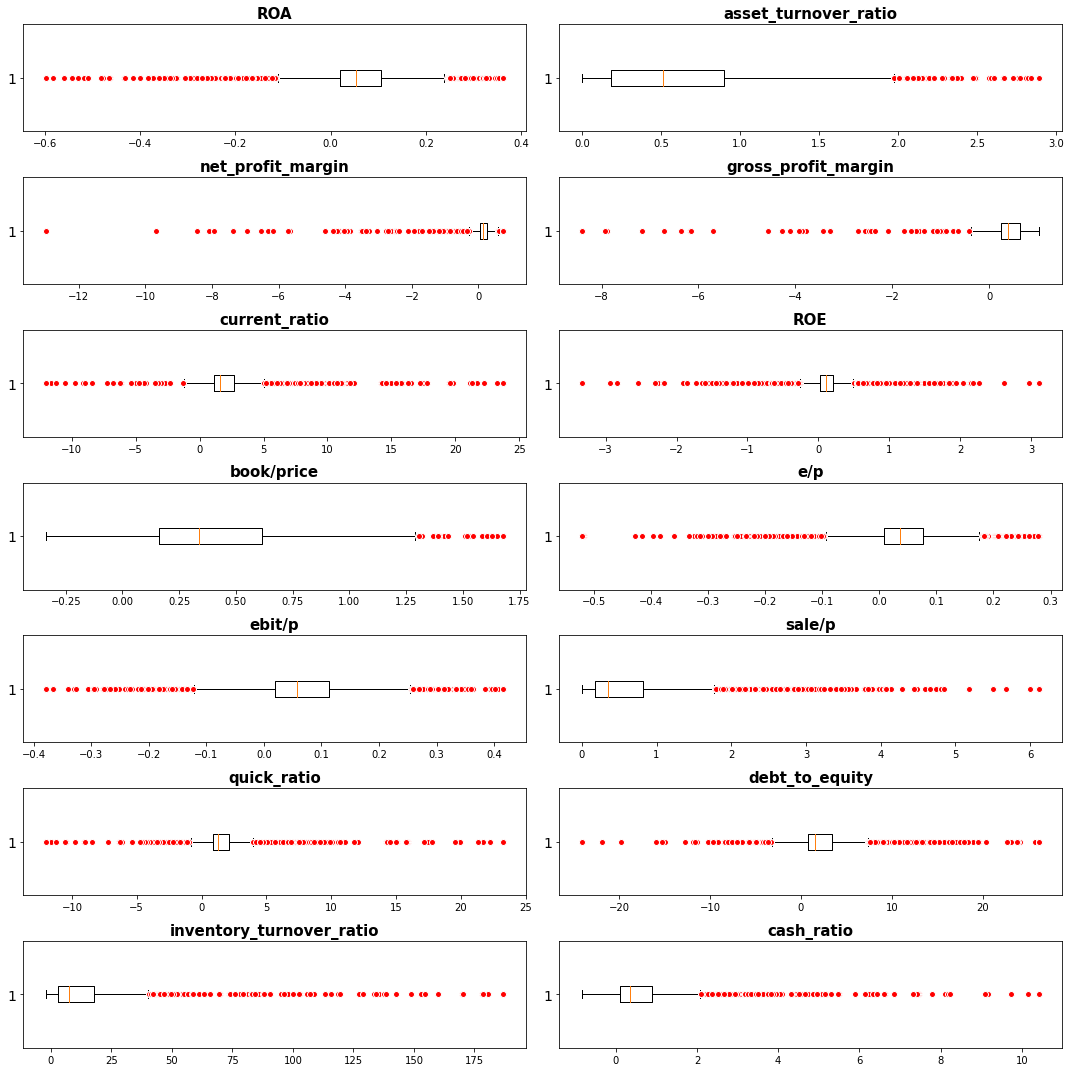 ROA asset_turnover_ratio
1 1
−0.6 −0.4 −0.2 0.0 0.2 0.4 0.0 0.5 1.0 1.5 2.0 2.5 3.0
net_profit_margin gross_profit_margin
1 1
−12 −10 −8 −6 −4 −2 0 −8 −6 −4 −2 0
current_ratio ROE
1 1
−10 −5 0 5 10 15 20 25 −3 −2 −1 0 1 2 3
book/price e/p
1 1
−0.25 0.00 0.25 0.50 0.75 1.00 1.25 1.50 1.75 −0.5 −0.4 −0.3 −0.2 −0.1 0.0 0.1 0.2 0.3
ebit/p sale/p
1 1
−0.4 −0.3 −0.2 −0.1 0.0 0.1 0.2 0.3 0.4 0 1 2 3 4 5 6
quick_ratio debt_to_equity
1 1
−10 −5 0 5 10 15 20 25 −20 −10 0 10 20
inventory_turnover_ratio cash_ratio
1 1
0 25 50 75 100 125 150 175 0 2 4 6 8 10